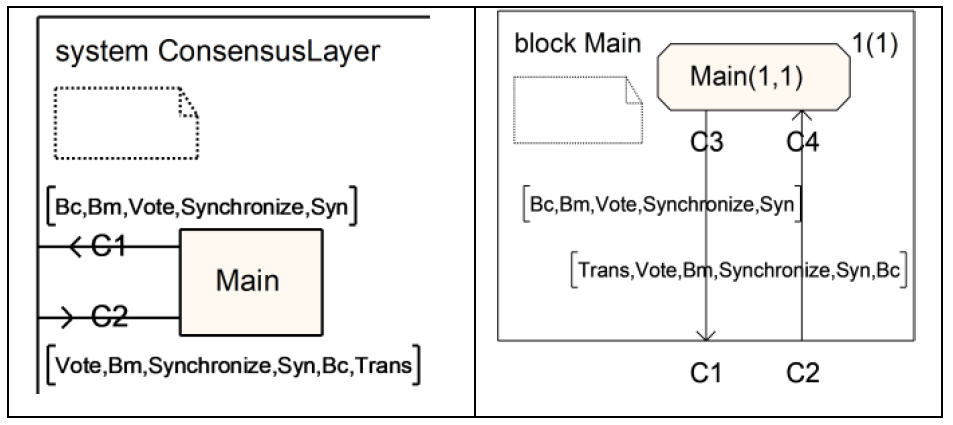 system ConsensusLayer
[Bc,Bm,Vote,Synchronize,Syn]
C1
Main
C2
[Vote,Bm,Synchronize,Syn,Bc,Trans]
block Main
1(1)
Main(1,1)
C3
C4
[Bc,Bm,Vote,Synchronize,Syn]
[Trans,Vote,Bm,Synchronize,Syn,Bc]
C1
C2